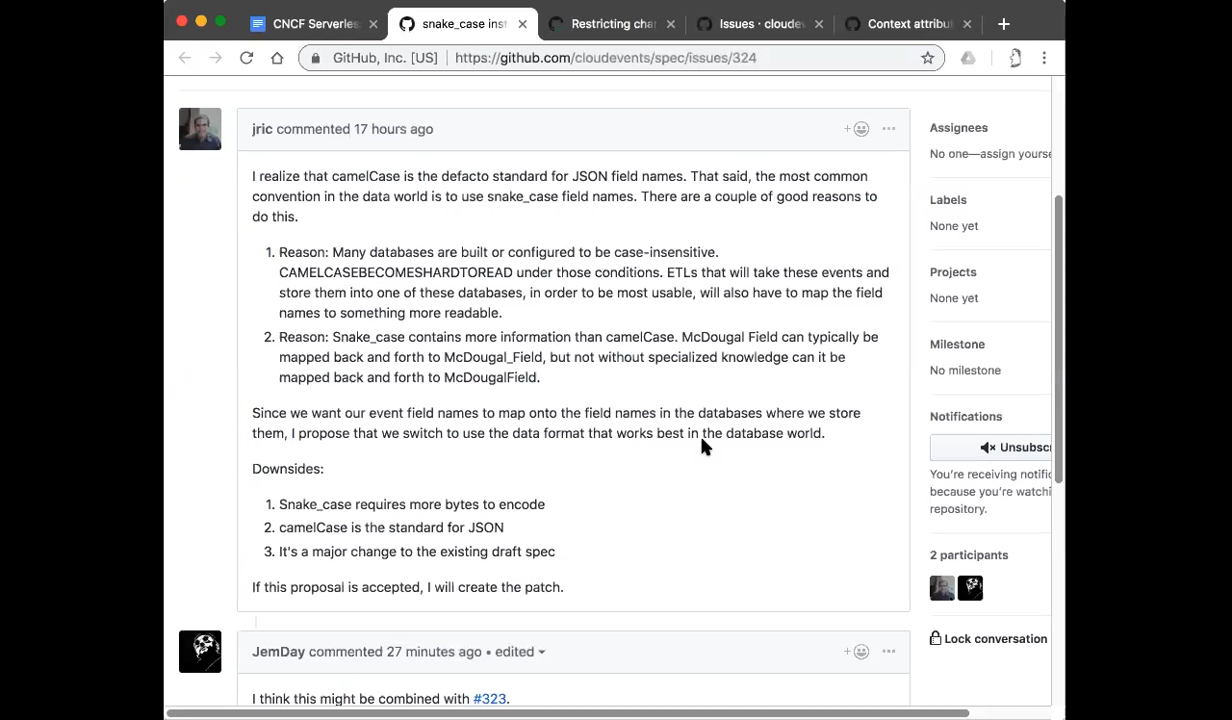 CNCF Serverles
snake_case inst
Restricting cha
Issues · cloude
Context attribu
GitHub, Inc. [US] https://github.com/cloudevents/spec/issues/324
jric commented 17 hours ago
I realize that camelCase is the defacto standard for JSON field names. That said, the most common
convention in the data world is to use snake_case field names. There are a couple of good reasons to
do this.
1. Reason: Many databases are built or configured to be case-insensitive.
CAMELCASEBECOMESHARDTOREAD under those conditions. ETLs that will take these events and
store them into one of these databases, in order to be most usable, will also have to map the field
names to something more readable.
2. Reason: Snake_case contains more information than camelCase. McDougal Field can typically be
mapped back and forth to McDougal_Field, but not without specialized knowledge can it be
mapped back and forth to McDougalField.
Since we want our event field names to map onto the field names in the databases where we store
them, I propose that we switch to use the data format that works best in the database world.
Downsides:
1. Snake_case requires more bytes to encode
2. camelCase is the standard for JSON
3. It's a major change to the existing draft spec
If this proposal is accepted, I will create the patch.
JemDay commented 27 minutes ago • edited
I think this might be combined with #323.
Assignees
No one—assign yourse
Labels
None yet
Projects
None yet
Milestone
No milestone
Notifications
Unsubscr
You're receiving notific
because you're watchi
repository.
2 participants
Lock conversation